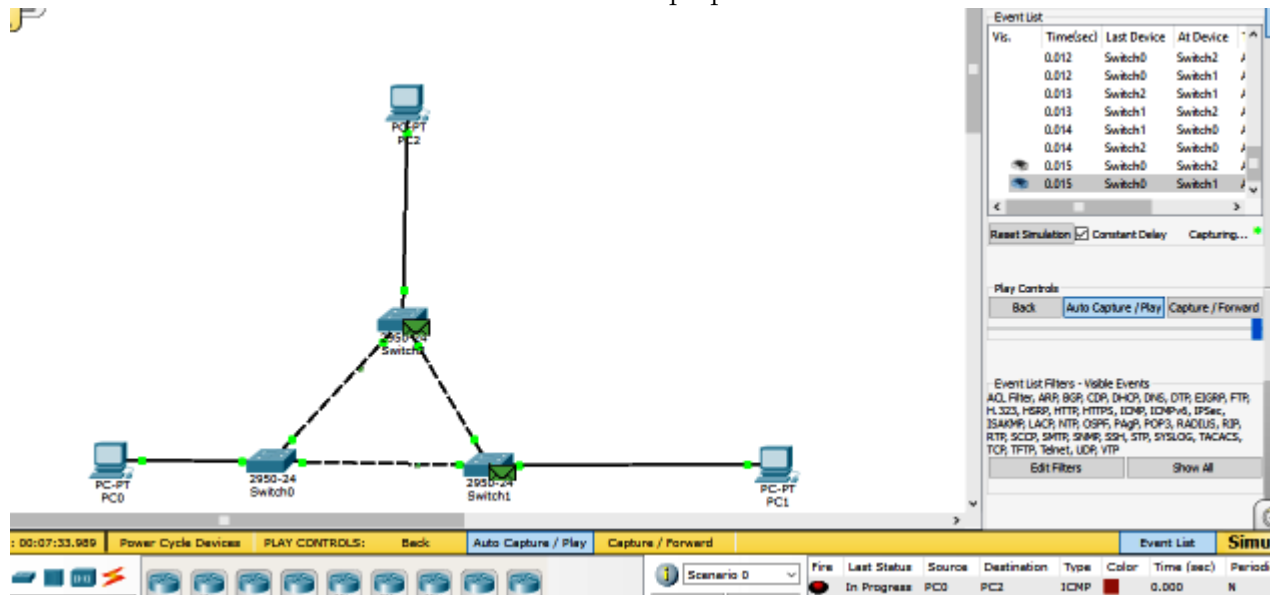 Event List
Vis. Time(sec) Last Device At Device
0.012 Switch0 Switch2
0.012 Switch0 Switch1
0.013 Switch2 Switch1
0.013 Switch1 Switch2
0.014 Switch1 Switch0
0.014 Switch2 Switch0
0.015 Switch0 Switch2
0.015 Switch0 Switch1
Reset Simulation Constant Delay Capturing...
Play Controls
Back Auto Capture / Play Capture / Forward
Event List Filters - Visible Events
ACL Filter, ARP, BGP, CDP, DHCP, DNS, DTP, EIGRP, FTP,
H.323, HSRP, HTTP, HTTPS, ICMP, ICMPv6, IPSec,
ISAKMP, LACP, NTP, OSPF, PAgP, POP3, RADIUS, RIP,
RTP, SCCP, SMTP, SNMP, SSH, STP, SYSLOG, TACACS,
TCP, TFTP, Telnet, UDP, VTP
Edit Filters Show All
PC-PT
PC2
2950-24
PC-PT
PC0
2950-24
Switch0
2950-24
Switch1
PC-PT
PC1
: 00:07:33.989 Power Cycle Devices PLAY CONTROLS: Back Auto Capture / Play Capture / Forward Event List Simu
Scenario 0
Fire Last Status Source Destination Type Color Time (sec) Periodi
In Progress PC0 PC2 ICMP 0.000 N